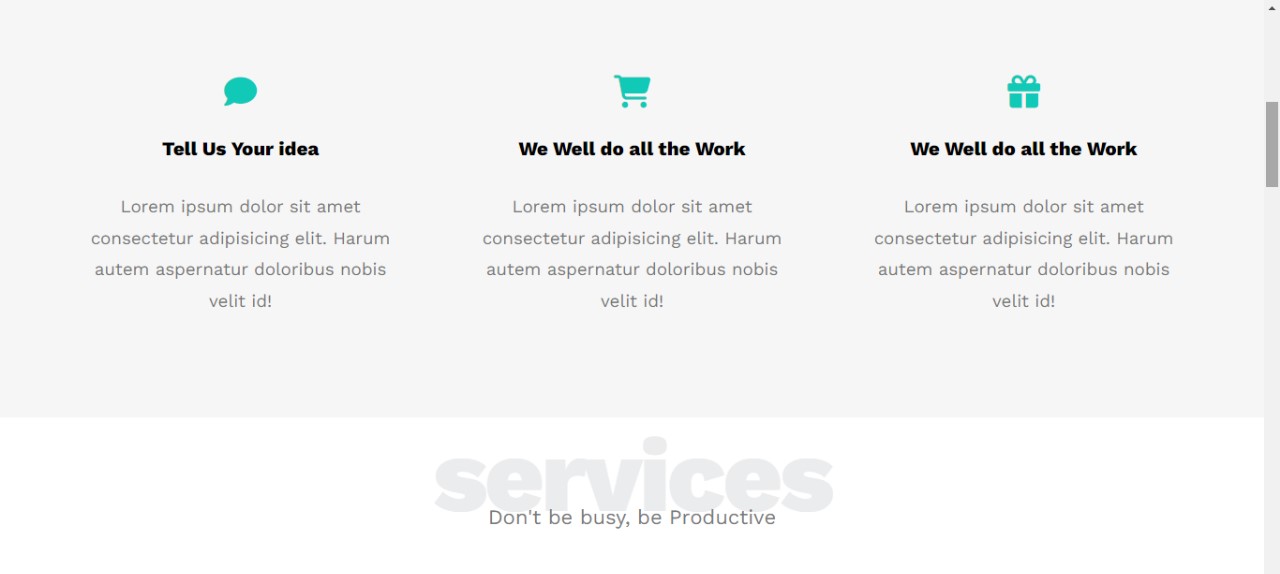 Tell Us Your idea
Lorem ipsum dolor sit amet
consectetur adipisicing elit. Harum
autem aspernatur doloribus nobis
velit id!
We Well do all the Work
Lorem ipsum dolor sit amet
consectetur adipisicing elit. Harum
autem aspernatur doloribus nobis
velit id!
We Well do all the Work
Lorem ipsum dolor sit amet
consectetur adipisicing elit. Harum
autem aspernatur doloribus nobis
velit id!
services
Don't be busy, be Productive